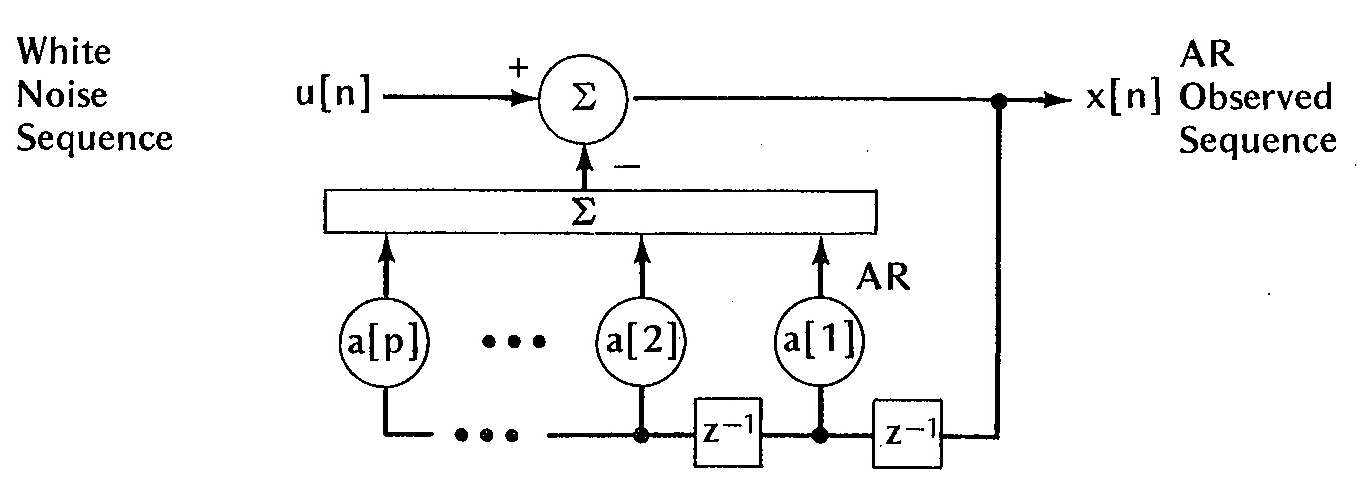 White
Noise
Sequence
u[n]
+
Σ
x[n]
AR
Observed
Sequence
−
Σ
AR
a[p]
• • •
a[2]
a[1]
• • •
z⁻¹
z⁻¹